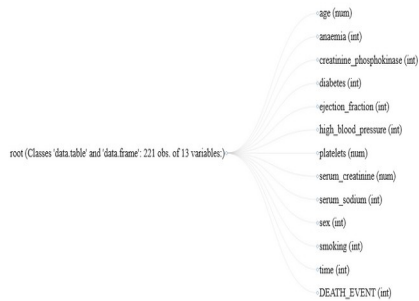 age (num)
anaemia (int)
creatinine_phosphokinase (int)
diabetes (int)
ejection_fraction (int)
high_blood_pressure (int)
root (Classes 'data.table' and 'data.frame': 221 obs. of 13 variables:)
platelets (num)
serum_creatinine (num)
serum_sodium (int)
sex (int)
smoking (int)
time (int)
DEATH_EVENT (int)